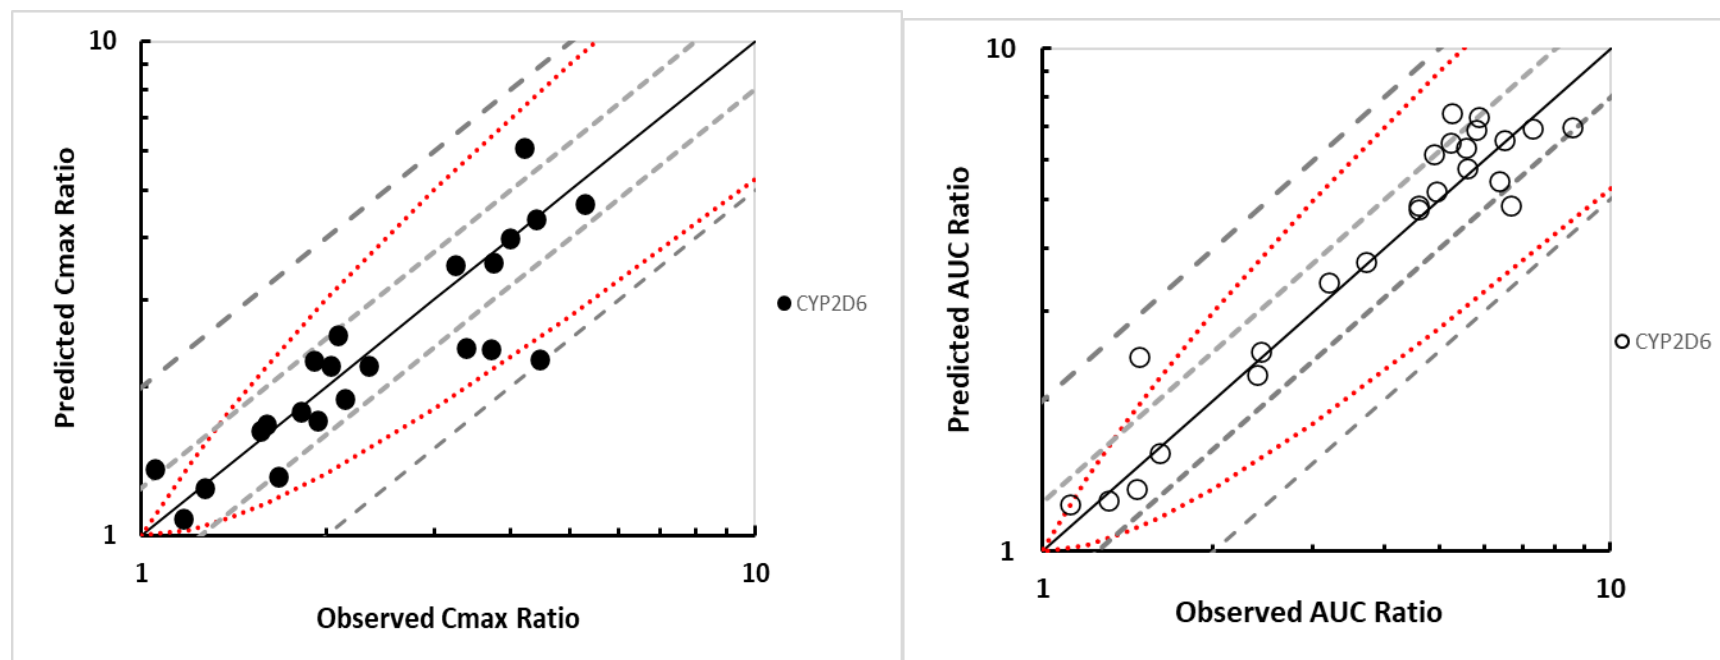 10
Predicted Cmax Ratio
CYP2D6
1
1
10
Observed Cmax Ratio
10
Predicted AUC Ratio
CYP2D6
1
1
10
Observed AUC Ratio